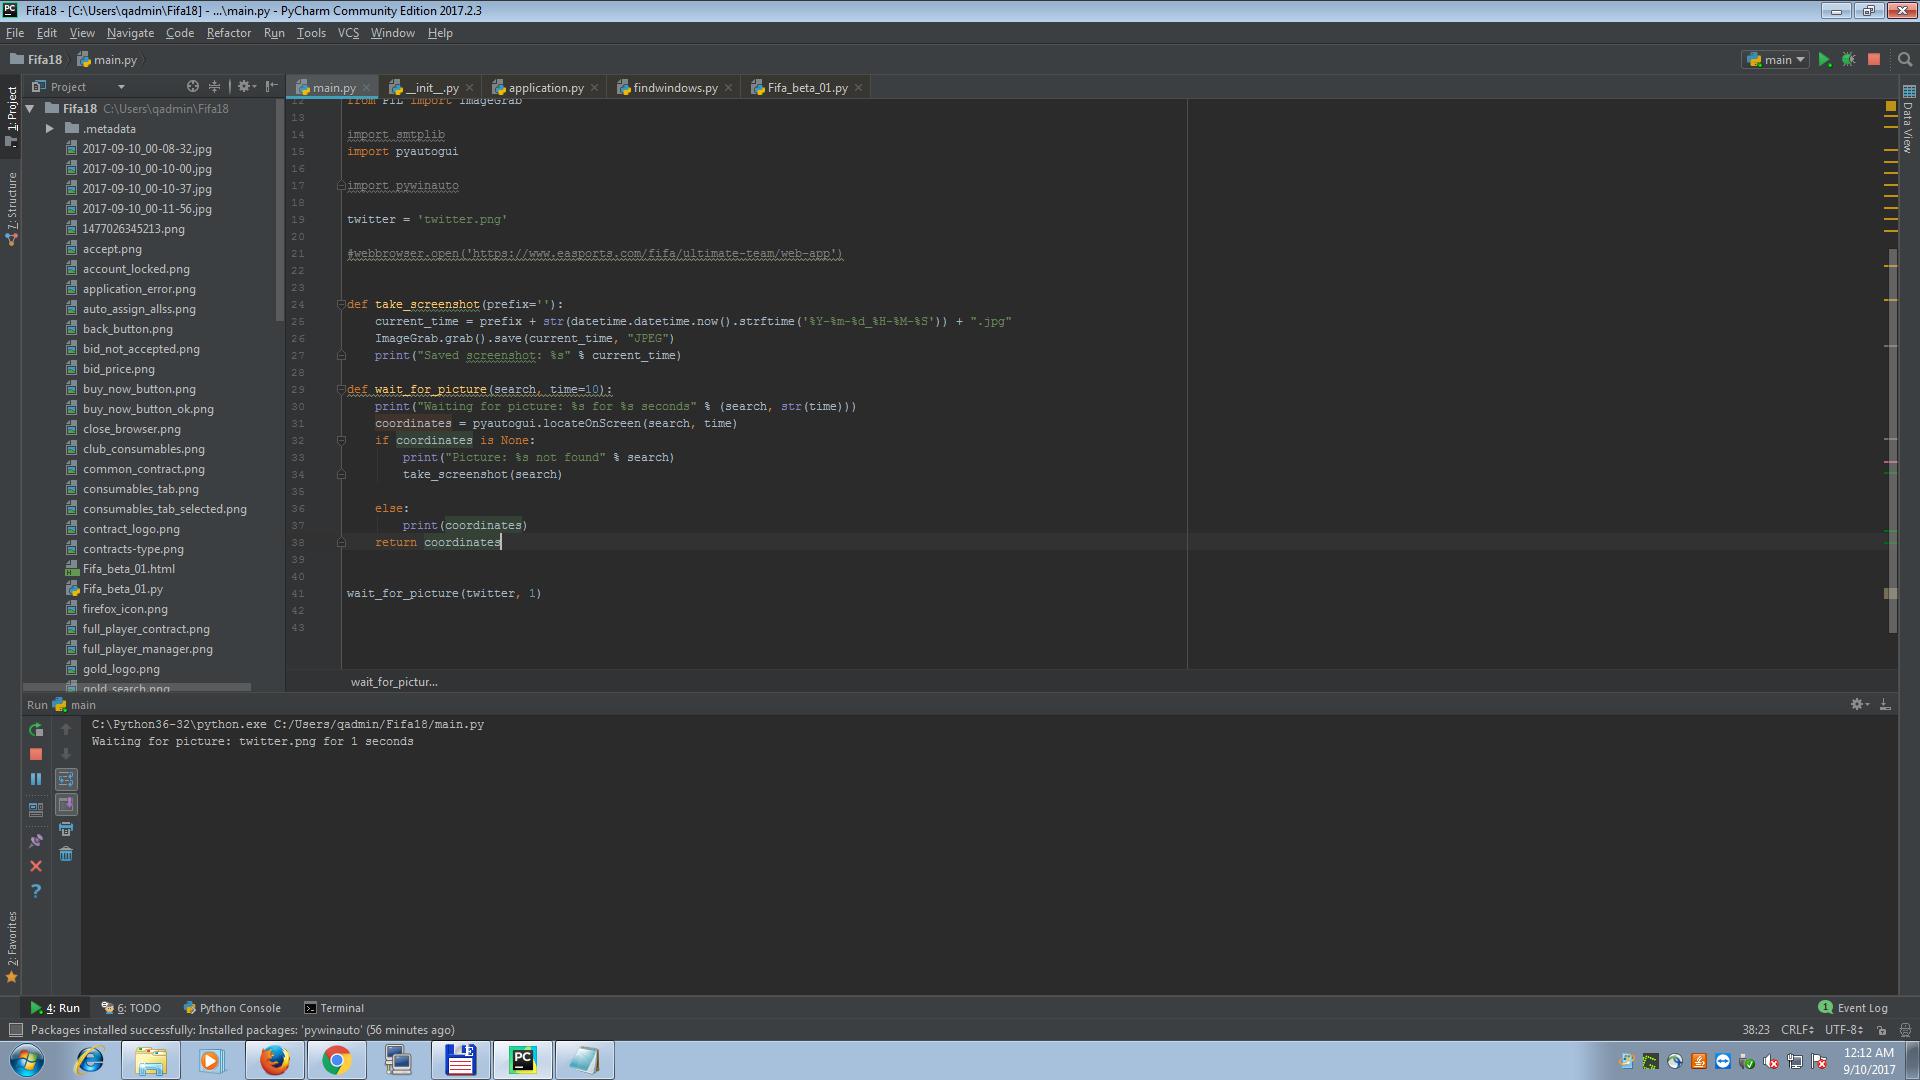 Fifa18 - [C:\Users\qadmin\Fifa18] - ...\main.py - PyCharm Community Edition 2017.2.3
File Edit View Navigate Code Refactor Run Tools VCS Window Help
Fifa18 main.py
main
Project
main.py __init__.py application.py findwindows.py Fifa_beta_01.py
1: Project
7: Structure
2: Favorites
Data View
Fifa18 C:\Users\qadmin\Fifa18
.metadata
2017-09-10_00-08-32.jpg
2017-09-10_00-10-00.jpg
2017-09-10_00-10-37.jpg
2017-09-10_00-11-56.jpg
1477026345213.png
accept.png
account_locked.png
application_error.png
auto_assign_allss.png
back_button.png
bid_not_accepted.png
bid_price.png
buy_now_button.png
buy_now_button_ok.png
close_browser.png
club_consumables.png
common_contract.png
consumables_tab.png
consumables_tab_selected.png
contract_logo.png
contracts-type.png
Fifa_beta_01.html
Fifa_beta_01.py
firefox_icon.png
full_player_contract.png
full_player_manager.png
gold_logo.png
gold_search.png
12 from PIL import ImageGrab
13
14 import smtplib
15 import pyautogui
16
17 import pywinauto
18
19 twitter = 'twitter.png'
20
21 #webbrowser.open('https://www.easports.com/fifa/ultimate-team/web-app')
22
23
24 def take_screenshot(prefix=''):
25     current_time = prefix + str(datetime.datetime.now().strftime('%Y-%m-%d_%H-%M-%S')) + ".jpg"
26     ImageGrab.grab().save(current_time, "JPEG")
27     print("Saved screenshot: %s" % current_time)
28
29 def wait_for_picture(search, time=10):
30     print("Waiting for picture: %s for %s seconds" % (search, str(time)))
31     coordinates = pyautogui.locateOnScreen(search, time)
32     if coordinates is None:
33         print("Picture: %s not found" % search)
34         take_screenshot(search)
35
36     else:
37         print(coordinates)
38     return coordinates
39
40
41 wait_for_picture(twitter, 1)
42
43
wait_for_pictur...
Run main
C:\Python36-32\python.exe C:/Users/qadmin/Fifa18/main.py
Waiting for picture: twitter.png for 1 seconds
4: Run 6: TODO Python Console Terminal
1 Event Log
Packages installed successfully: Installed packages: 'pywinauto' (56 minutes ago)
38:23 CRLF UTF-8
PC
12:12 AM
9/10/2017